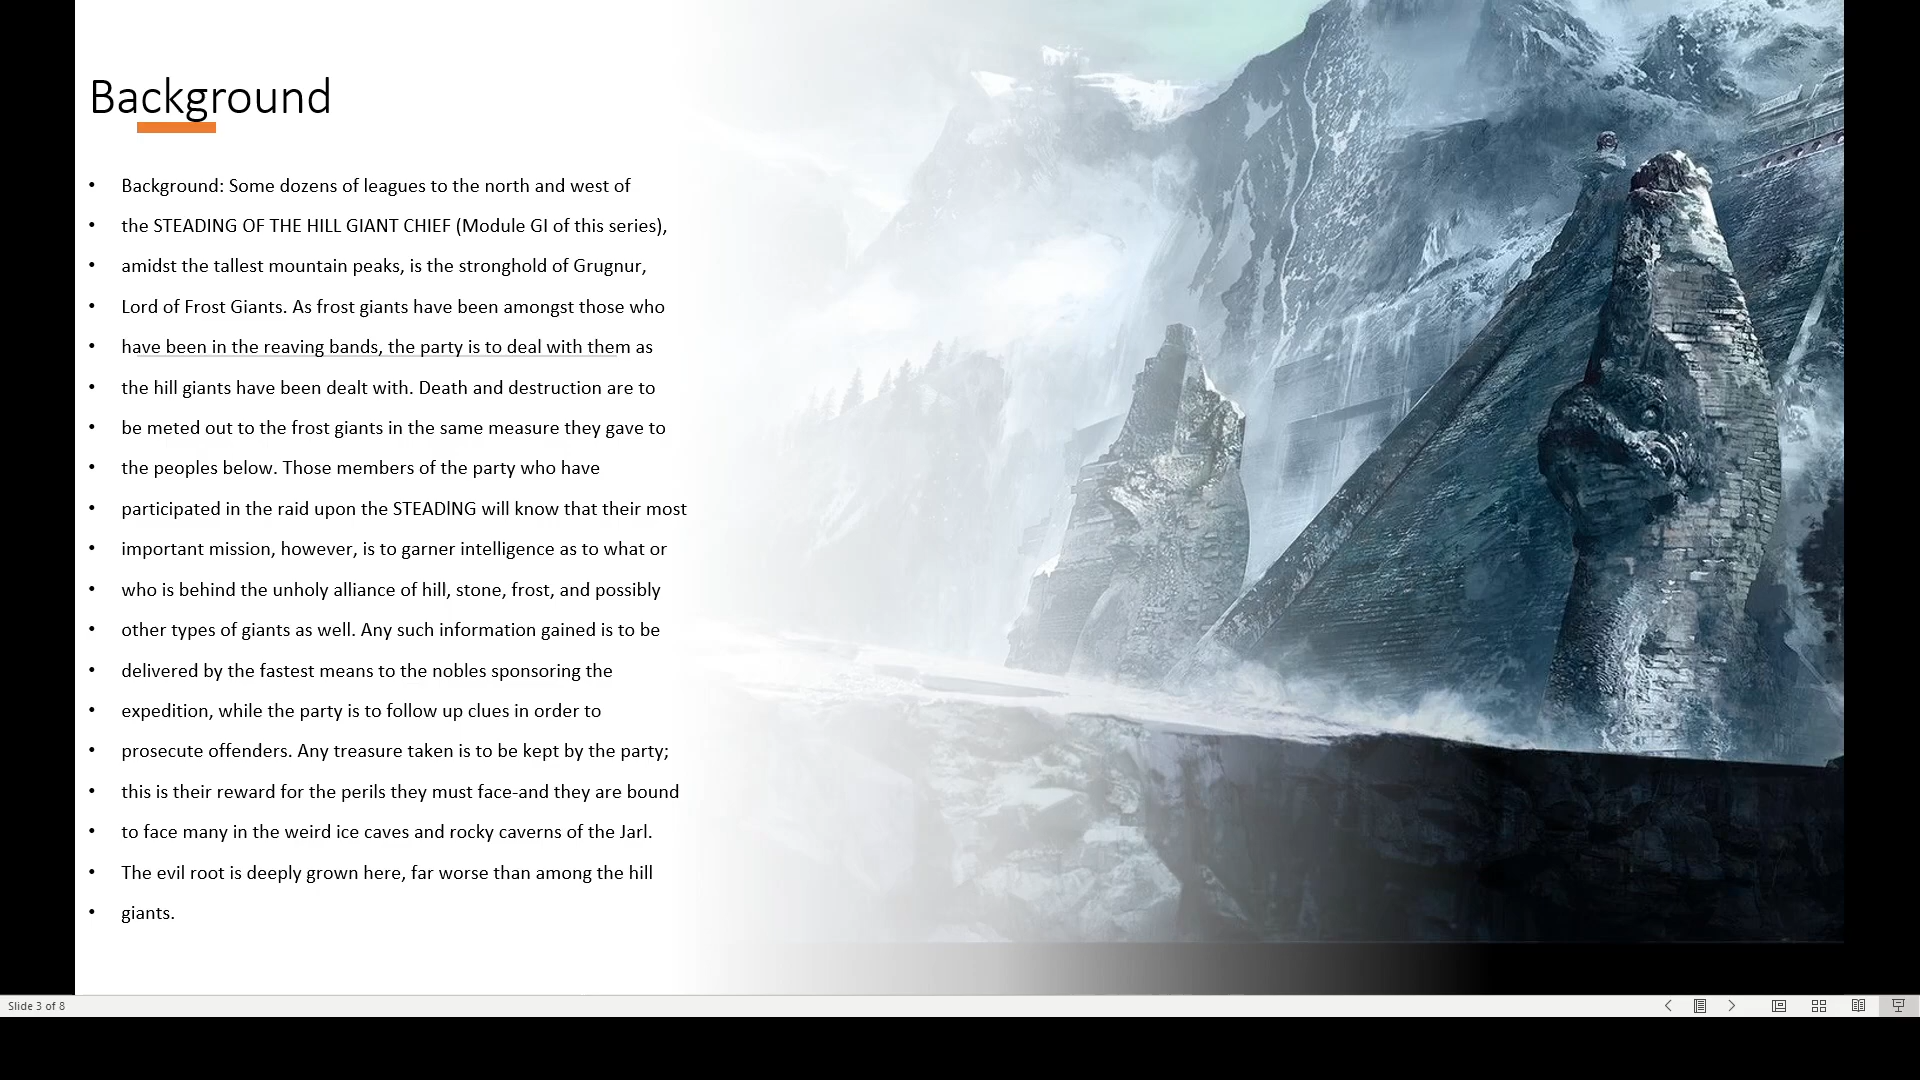 Background
• Background: Some dozens of leagues to the north and west of
• the STEADING OF THE HILL GIANT CHIEF (Module GI of this series),
• amidst the tallest mountain peaks, is the stronghold of Grugnur,
• Lord of Frost Giants. As frost giants have been amongst those who
• have been in the reaving bands, the party is to deal with them as
• the hill giants have been dealt with. Death and destruction are to
• be meted out to the frost giants in the same measure they gave to
• the peoples below. Those members of the party who have
• participated in the raid upon the STEADlNG will know that their most
• important mission, however, is to garner intelligence as to what or
• who is behind the unholy alliance of hill, stone, frost, and possibly
• other types of giants as well. Any such information gained is to be
• delivered by the fastest means to the nobles sponsoring the
• expedition, while the party is to follow up clues in order to
• prosecute offenders. Any treasure taken is to be kept by the party;
• this is their reward for the perils they must face-and they are bound
• to face many in the weird ice caves and rocky caverns of the Jarl.
• The evil root is deeply grown here, far worse than among the hill
• giants.
Slide 3 of 8